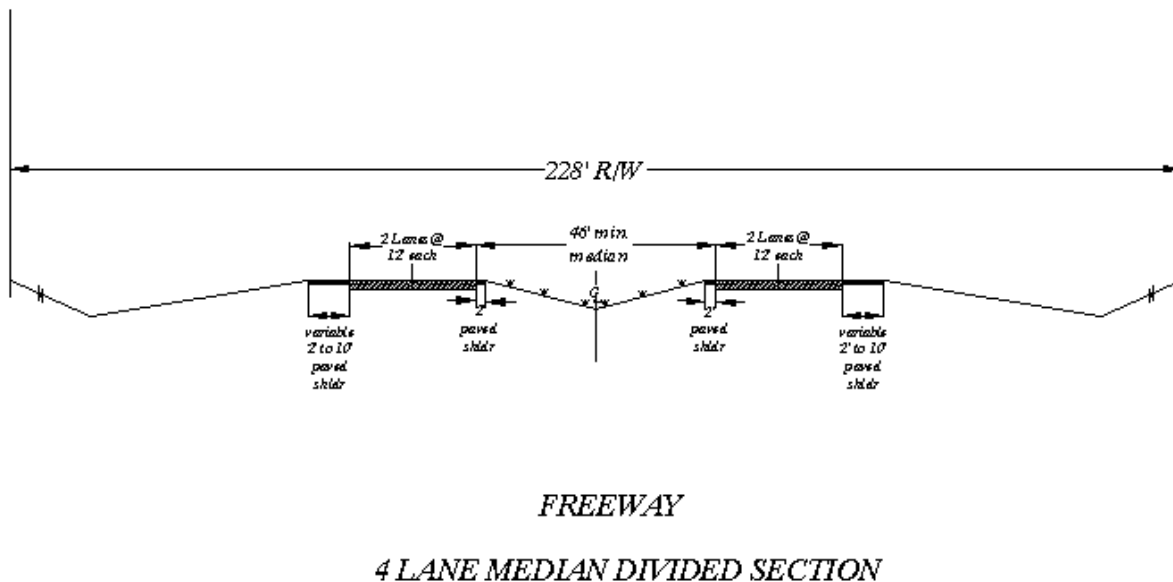 228' R/W
2 Lanes @
12' each
46' min.
median
2 Lanes @
12' each
variable
2' to 10'
paved
shldr
2'
paved
shldr
2'
paved
shldr
variable
2' to 10'
paved
shldr
FREEWAY
4 LANE MEDIAN DIVIDED SECTION